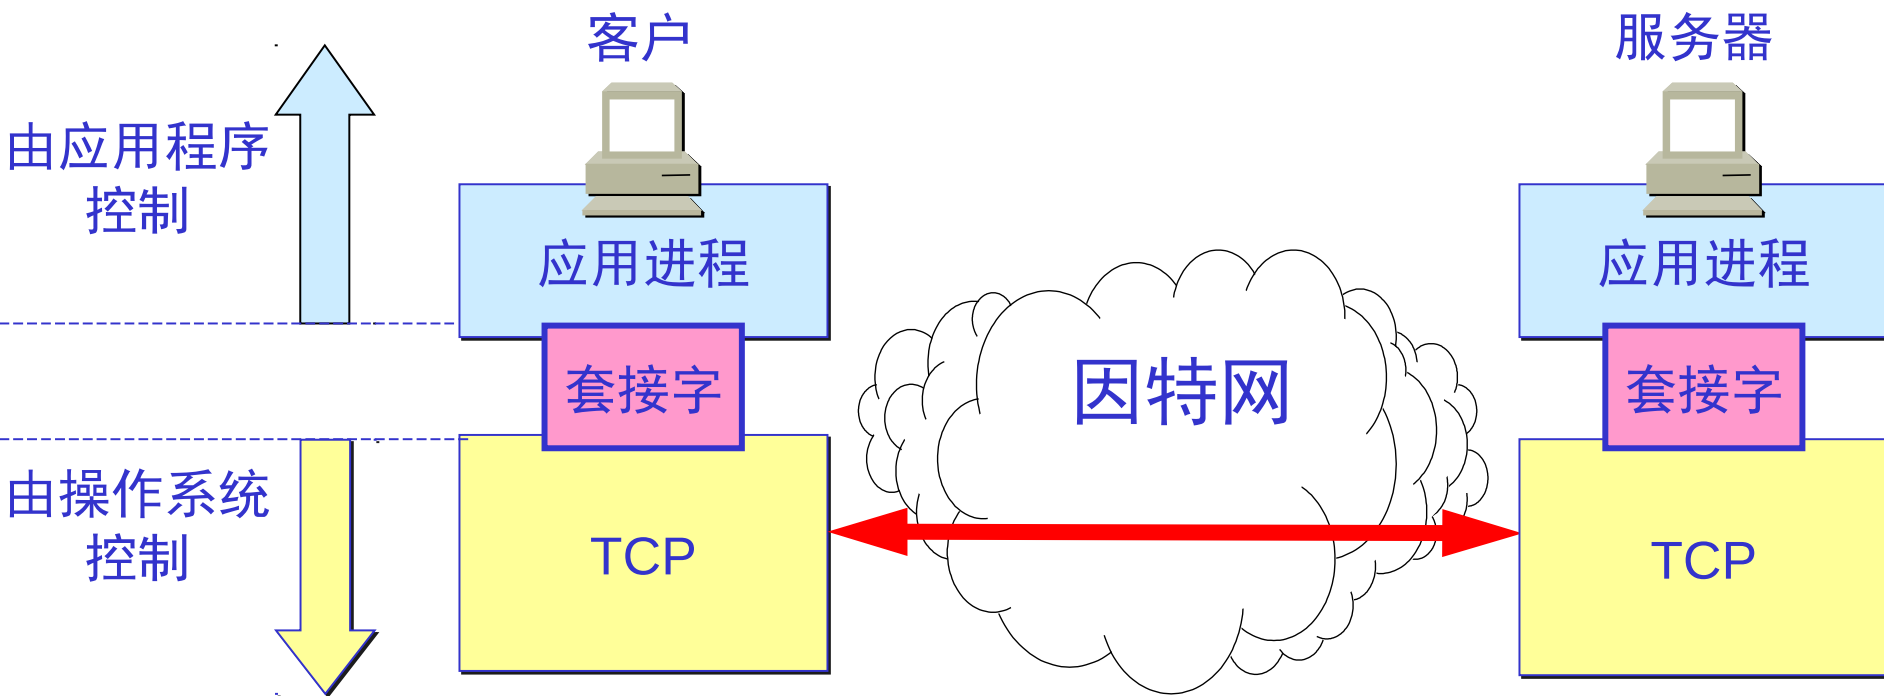 客户
服务器
由应用程序
控制
应用进程
应用进程
套接字
因特网
套接字
由操作系统
控制
TCP
TCP